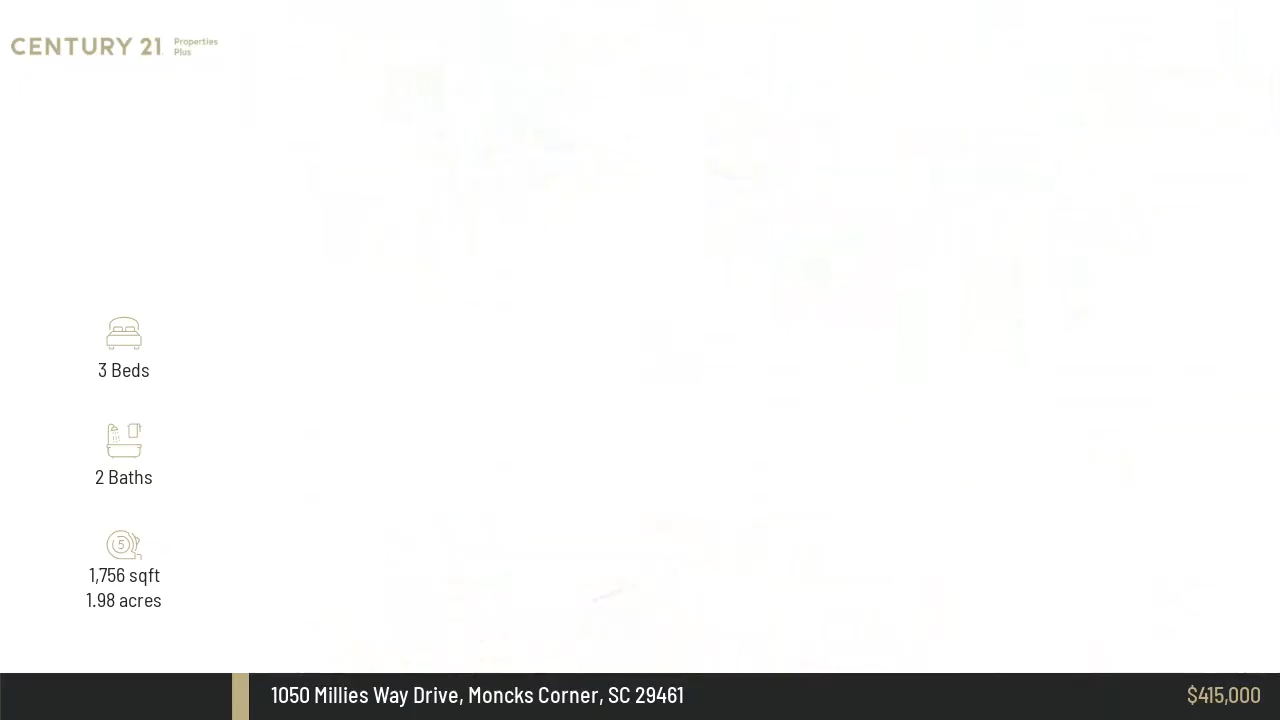 CENTURY 21 Properties Plus
3 Beds
2 Baths
5
1,756 sqft
1.98 acres
1050 Millies Way Drive, Moncks Corner, SC 29461
$415,000